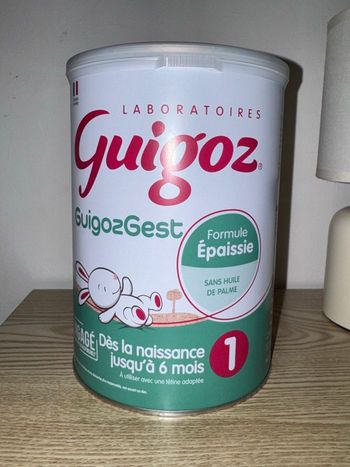 LABORATOIRES
Guigoz®
GuigozGest
Formule
Épaissie
SANS HUILE
DE PALME
Dès la naissance
jusqu'à 6 mois
1
À utiliser avec une tétine adaptée